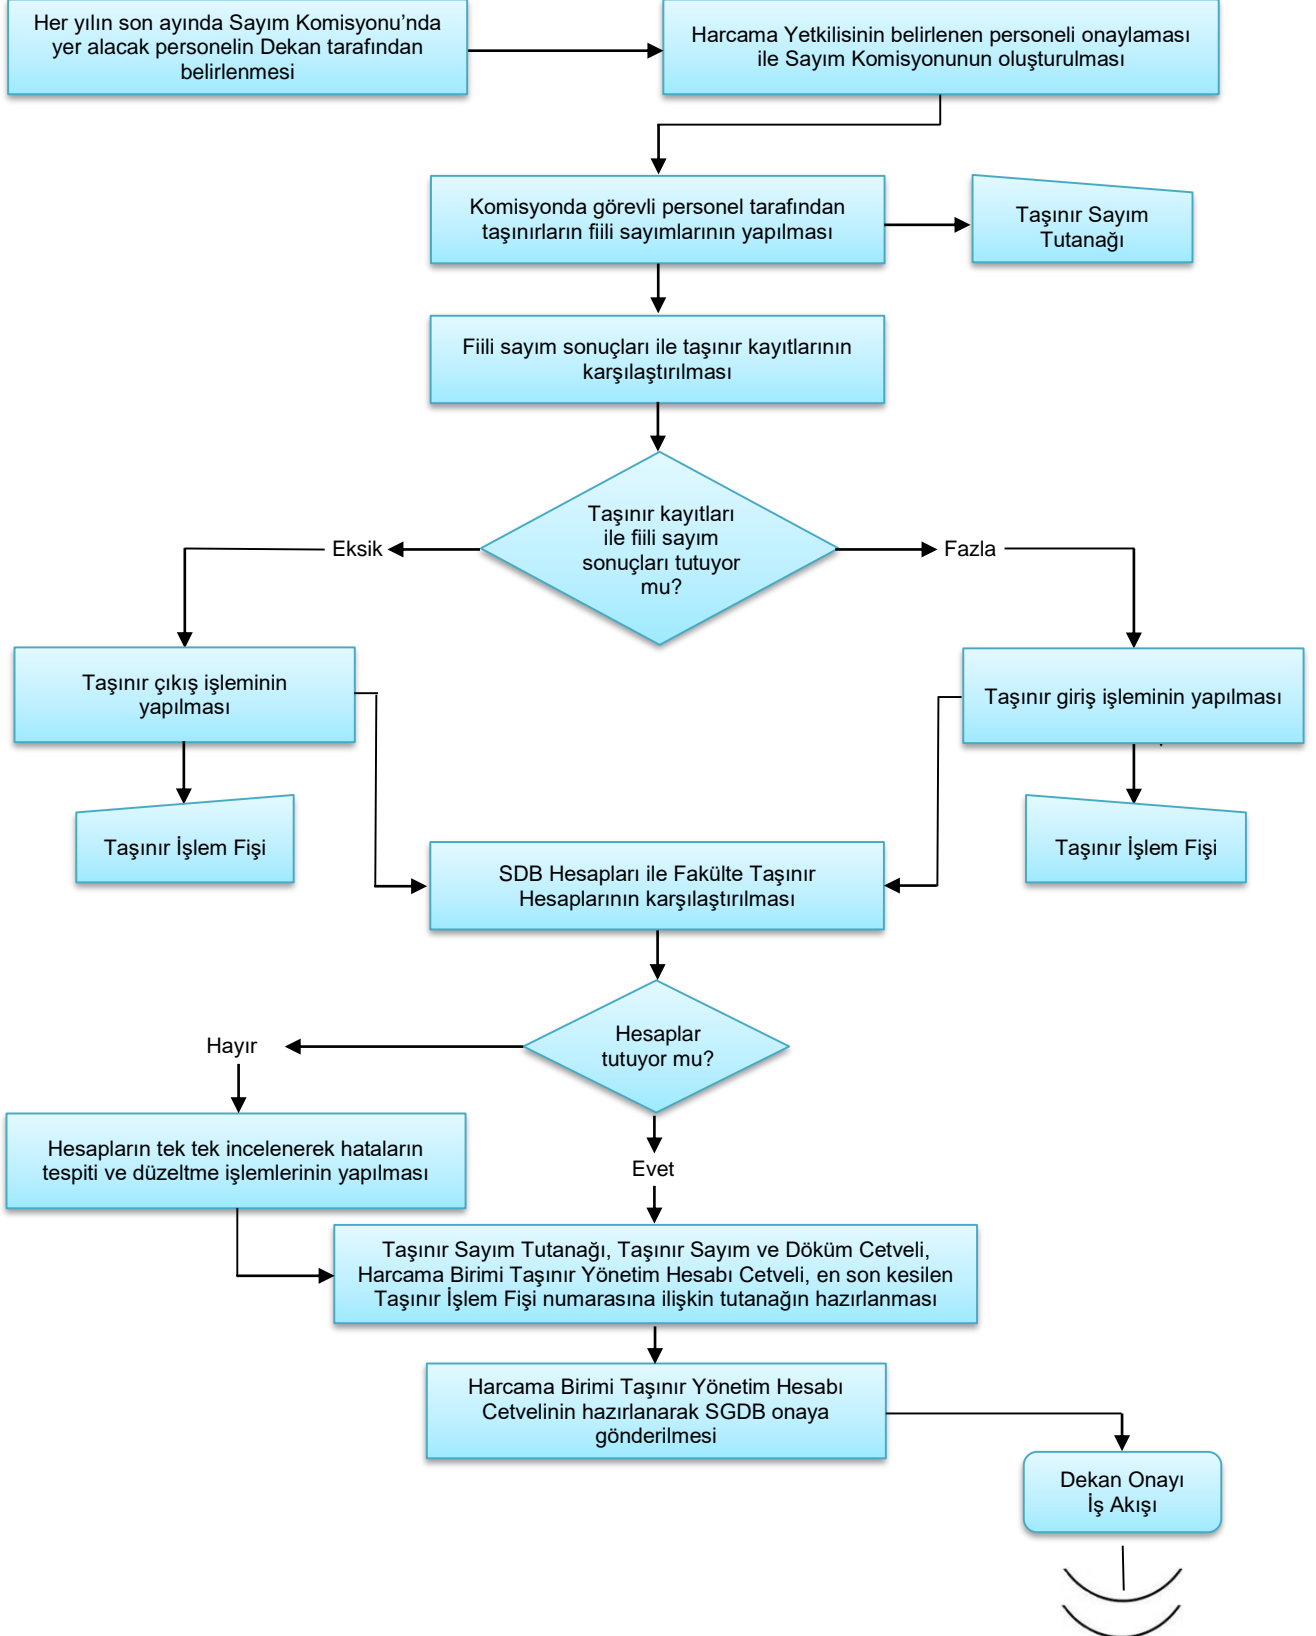 Her yılın son ayında Sayım Komisyonu’nda
yer alacak personelin Dekan tarafından
belirlenmesi
Harcama Yetkilisinin belirlenen personeli onaylaması
ile Sayım Komisyonunun oluşturulması
Komisyonda görevli personel tarafından
taşınırların fiili sayımlarının yapılması
Taşınır Sayım
Tutanağı
Fiili sayım sonuçları ile taşınır kayıtlarının
karşılaştırılması
Taşınır kayıtları
ile fiili sayım
sonuçları tutuyor
mu?
Eksik
Fazla
Taşınır çıkış işleminin
yapılması
Taşınır giriş işleminin yapılması
Taşınır İşlem Fişi
Taşınır İşlem Fişi
SDB Hesapları ile Fakülte Taşınır
Hesaplarının karşılaştırılması
Hesaplar
tutuyor mu?
Hayır
Evet
Hesapların tek tek incelenerek hataların
tespiti ve düzeltme işlemlerinin yapılması
Taşınır Sayım Tutanağı, Taşınır Sayım ve Döküm Cetveli,
Harcama Birimi Taşınır Yönetim Hesabı Cetveli, en son kesilen
Taşınır İşlem Fişi numarasına ilişkin tutanağın hazırlanması
Harcama Birimi Taşınır Yönetim Hesabı
Cetvelinin hazırlanarak SGDB onaya
gönderilmesi
Dekan Onayı
İş Akışı